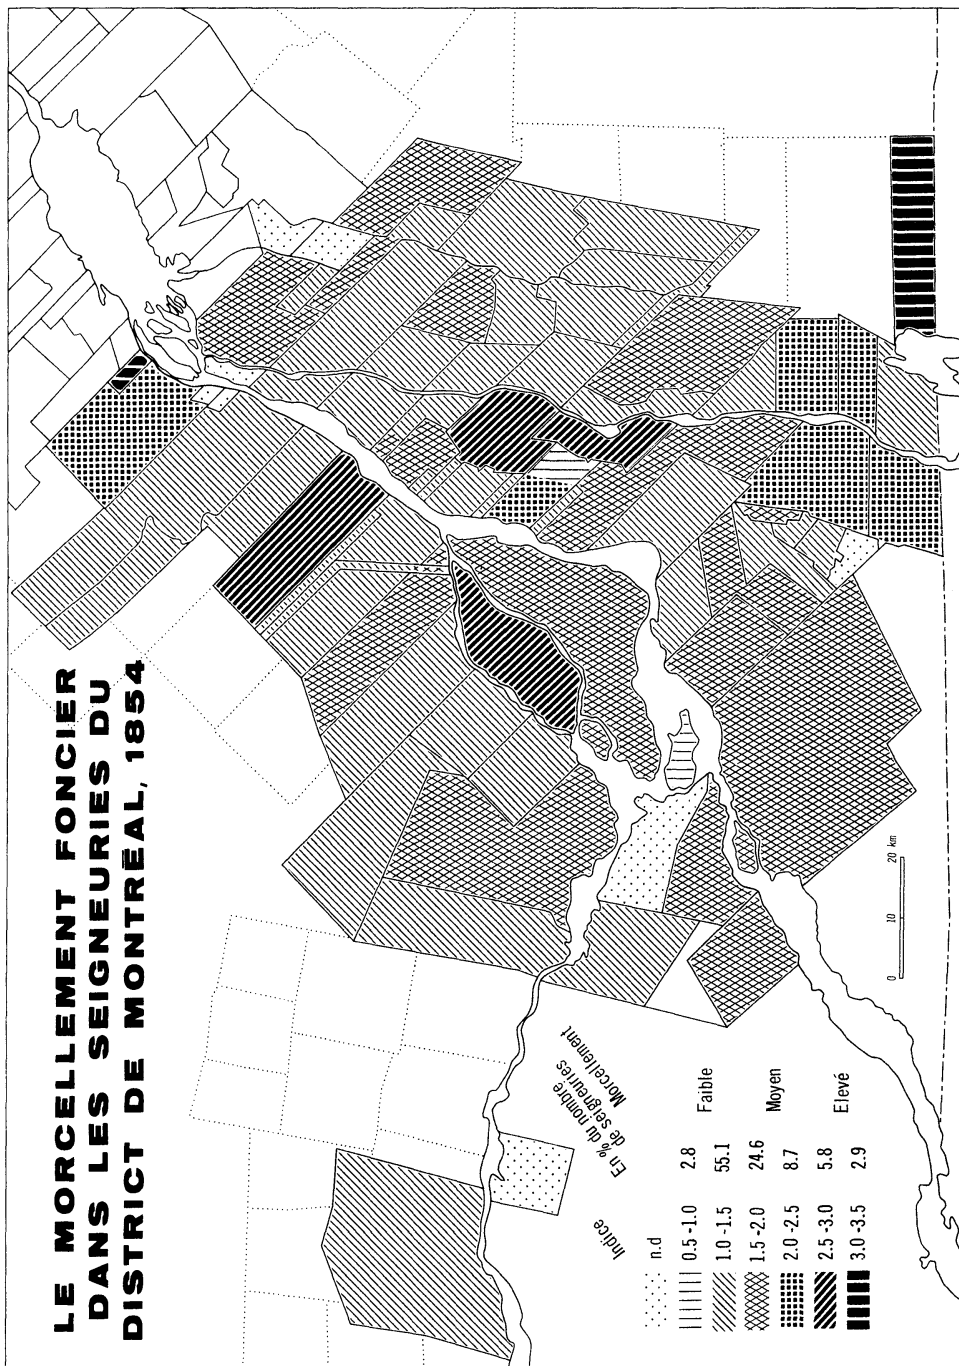 LE MORCELLEMENT FONCIER
DANS LES SEIGNEURIES DU
DISTRICT DE MONTRÉAL, 1854
Indice
En % du nombre
de seigneuries
Morcellement
n.d
0.5 -1.0 2.8 Faible
1.0 -1.5 55.1
1.5 -2.0 24.6 Moyen
2.0 -2.5 8.7
2.5 -3.0 5.8 Elevé
3.0 -3.5 2.9
0 10 20 km